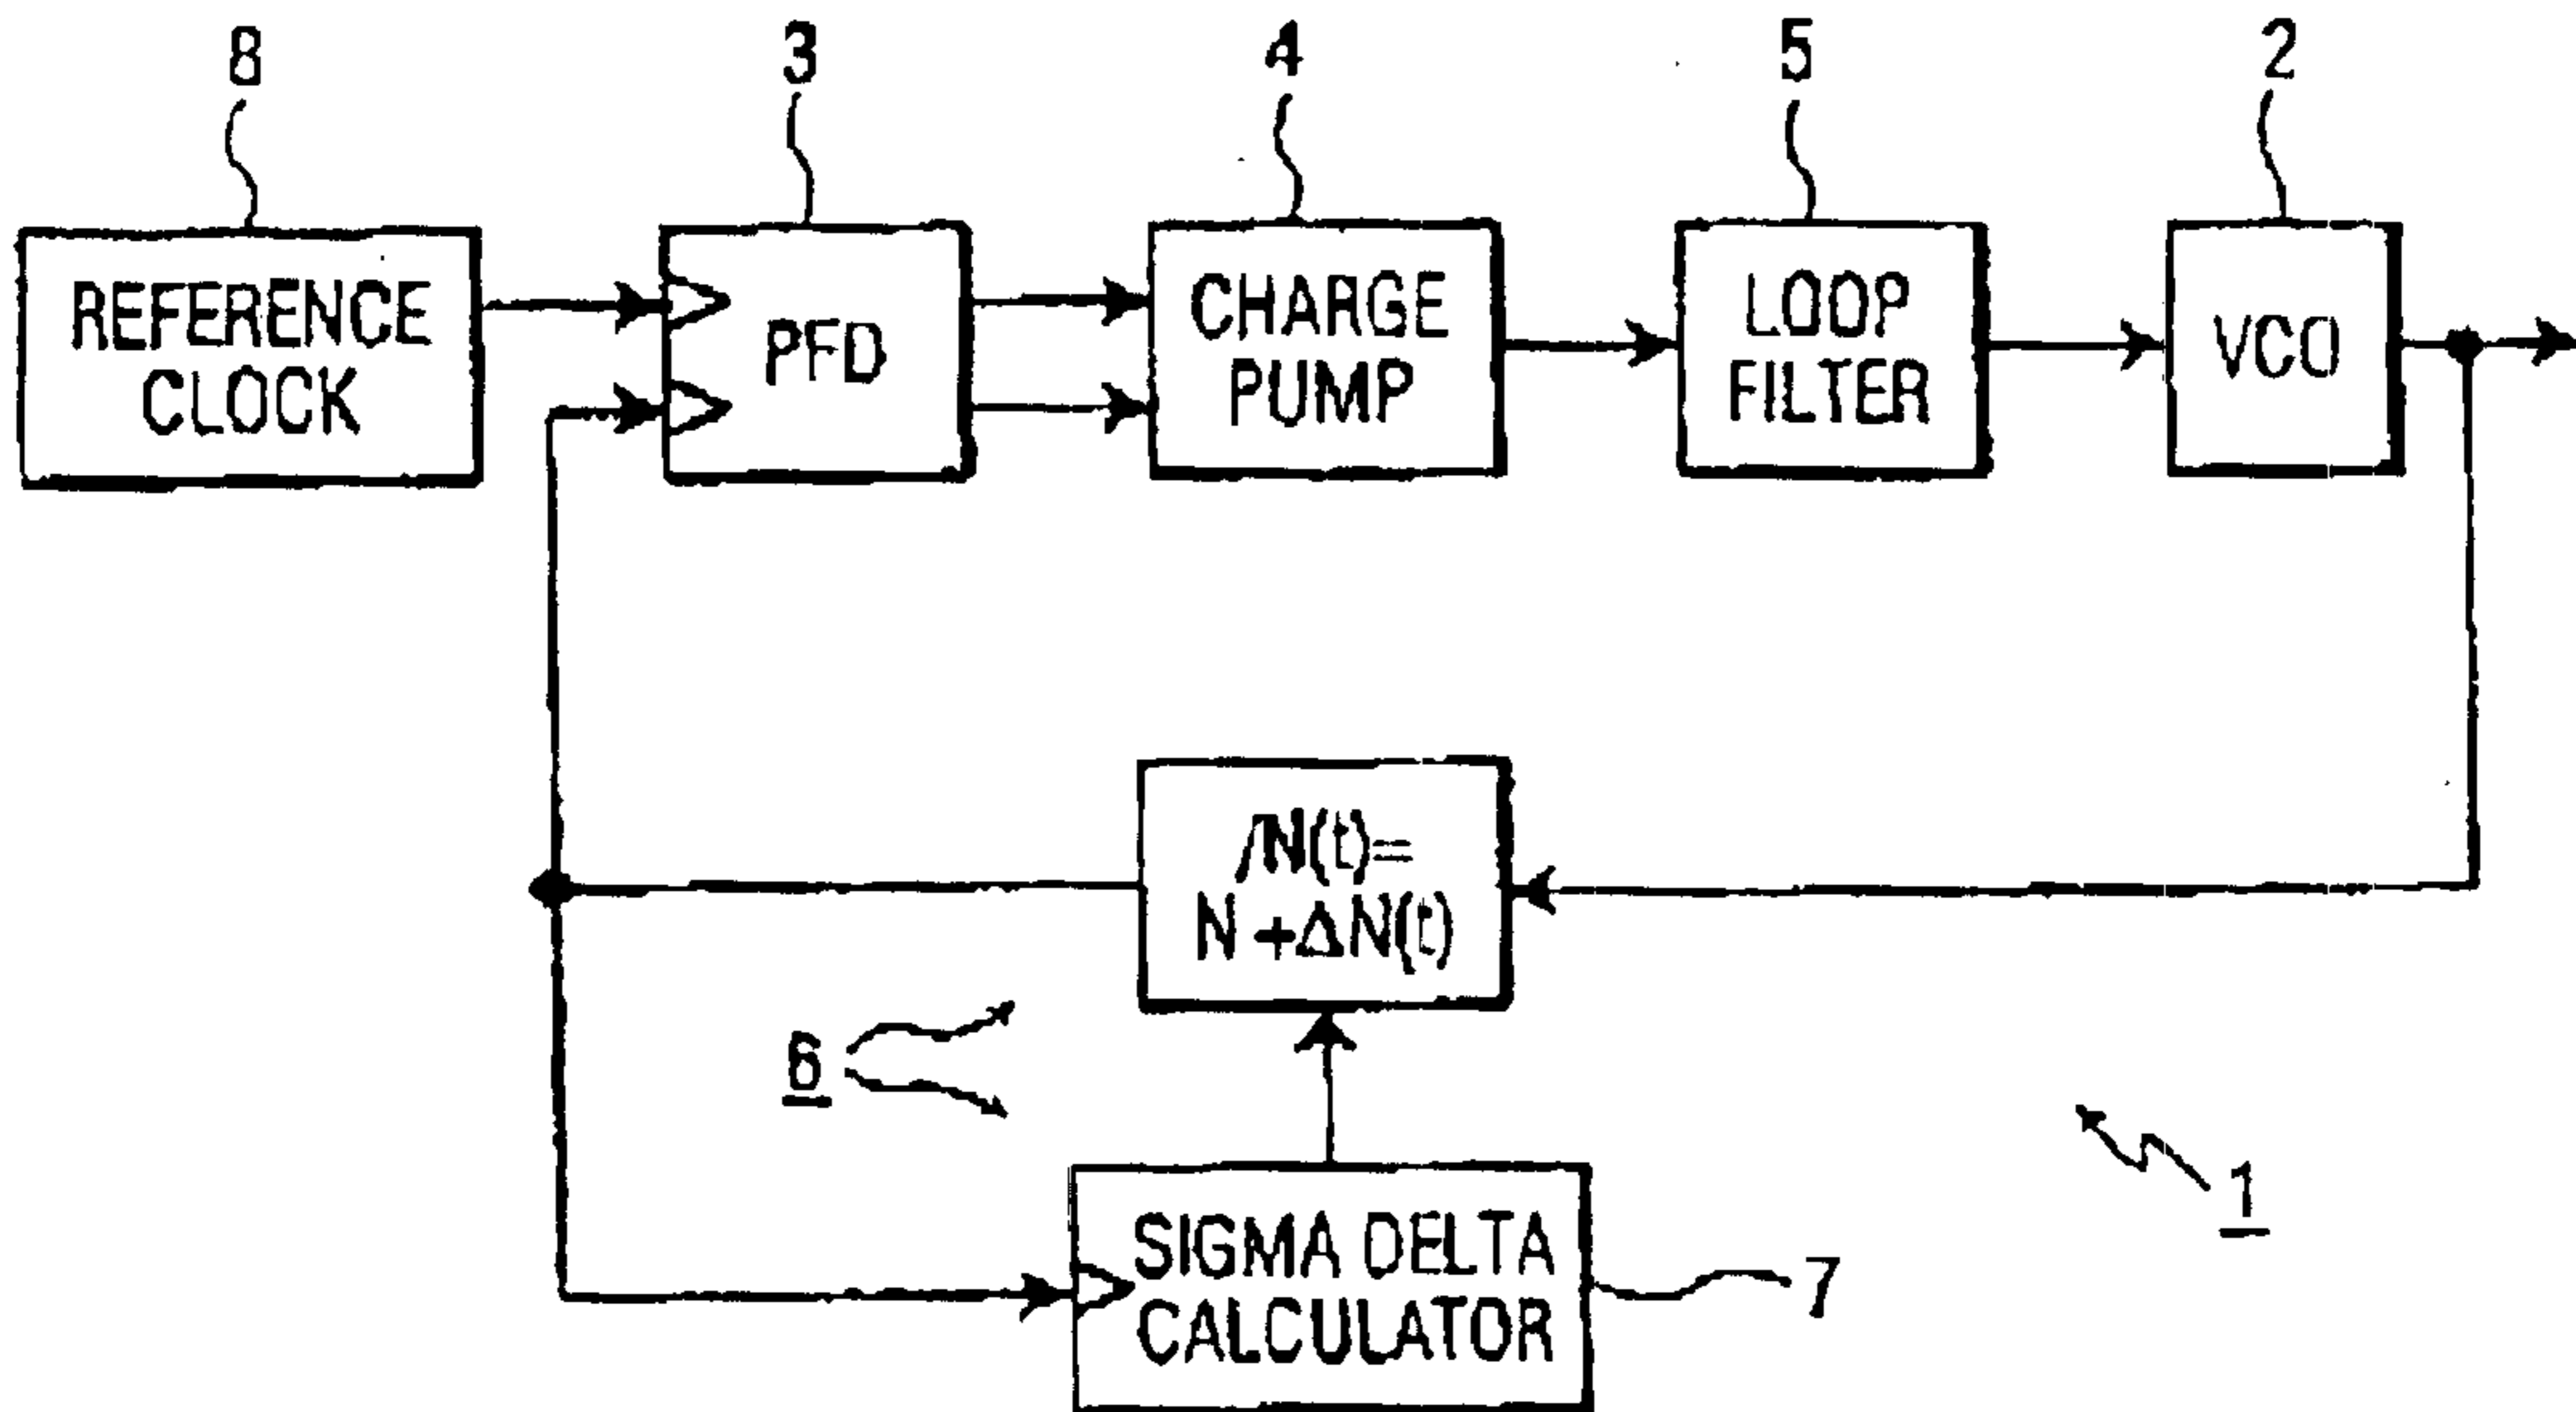 8
3
4
5
2
REFERENCE
CLOCK
PFD
CHARGE
PUMP
LOOP
FILTER
VCO
/N(t)=
N +ΔN(t)
6
1
SIGMA DELTA
CALCULATOR
7